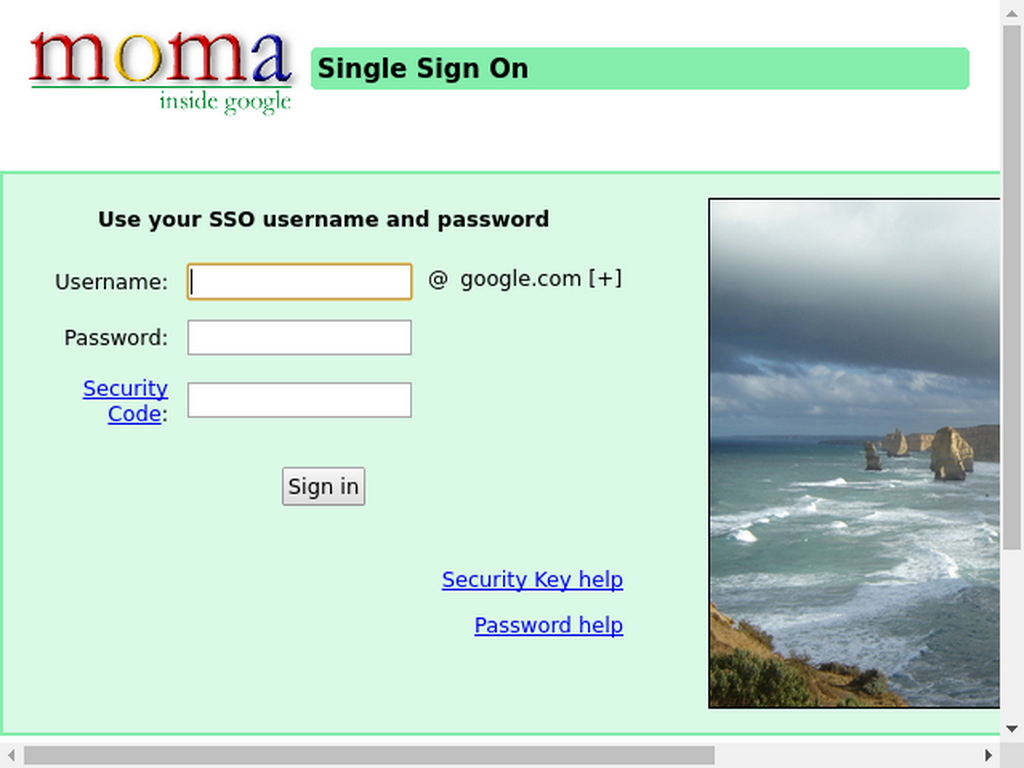 moma
inside google
Single Sign On
Use your SSO username and password
Username:
@ google.com [+]
Password:
Security
Code:
Sign in
Security Key help
Password help